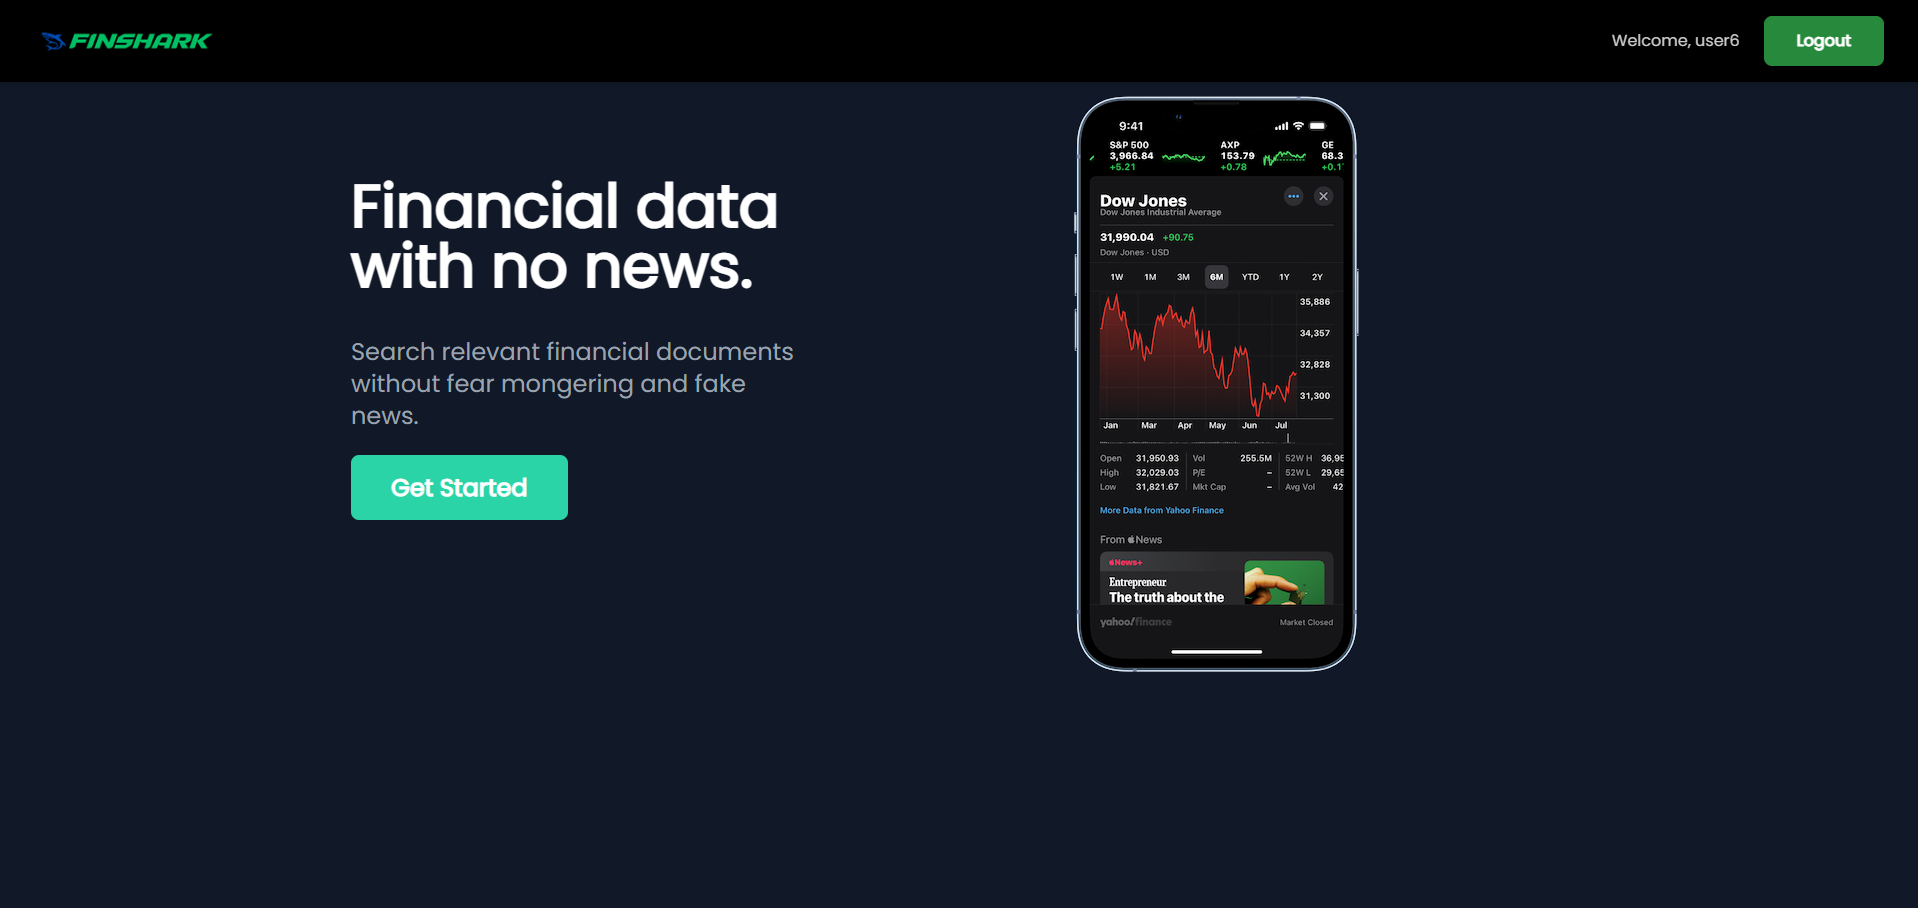 FINSHARK
Welcome, user6
Logout
Financial data
with no news.
Search relevant financial documents
without fear mongering and fake
news.
Get Started
9:41
S&P 500
3,966.84
+5.21
AXP
153.79
+0.78
GE
68.3
+0.1
Dow Jones
Dow Jones Industrial Average
31,990.04 +90.75
Dow Jones · USD
1W 1M 3M 6M YTD 1Y 2Y
35,886
34,357
32,828
31,300
Jan Mar Apr May Jun Jul
Open 31,950.93 Vol 255.5M 52W H 36,95
High 32,029.03 P/E – 52W L 29,65
Low 31,821.67 Mkt Cap – Avg Vol 42
More Data from Yahoo Finance
From News
News+
Entrepreneur
The truth about the
yahoo!finance
Market Closed